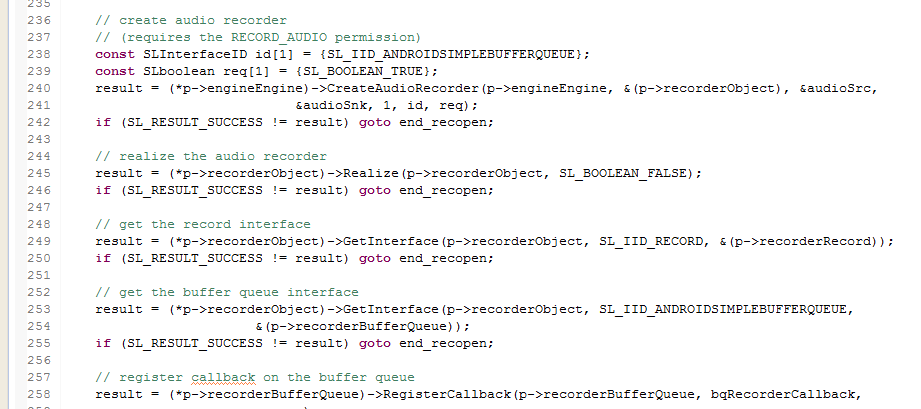 235
236 // create audio recorder
237 // (requires the RECORD_AUDIO permission)
238 const SLInterfaceID id[1] = {SL_IID_ANDROIDSIMPLEBUFFERQUEUE};
239 const SLboolean req[1] = {SL_BOOLEAN_TRUE};
240 result = (*p->engineEngine)->CreateAudioRecorder(p->engineEngine, &(p->recorderObject), &audioSrc,
241 &audioSnk, 1, id, req);
242 if (SL_RESULT_SUCCESS != result) goto end_recopen;
243
244 // realize the audio recorder
245 result = (*p->recorderObject)->Realize(p->recorderObject, SL_BOOLEAN_FALSE);
246 if (SL_RESULT_SUCCESS != result) goto end_recopen;
247
248 // get the record interface
249 result = (*p->recorderObject)->GetInterface(p->recorderObject, SL_IID_RECORD, &(p->recorderRecord));
250 if (SL_RESULT_SUCCESS != result) goto end_recopen;
251
252 // get the buffer queue interface
253 result = (*p->recorderObject)->GetInterface(p->recorderObject, SL_IID_ANDROIDSIMPLEBUFFERQUEUE,
254 &(p->recorderBufferQueue));
255 if (SL_RESULT_SUCCESS != result) goto end_recopen;
256
257 // register callback on the buffer queue
258 result = (*p->recorderBufferQueue)->RegisterCallback(p->recorderBufferQueue, bqRecorderCallback,